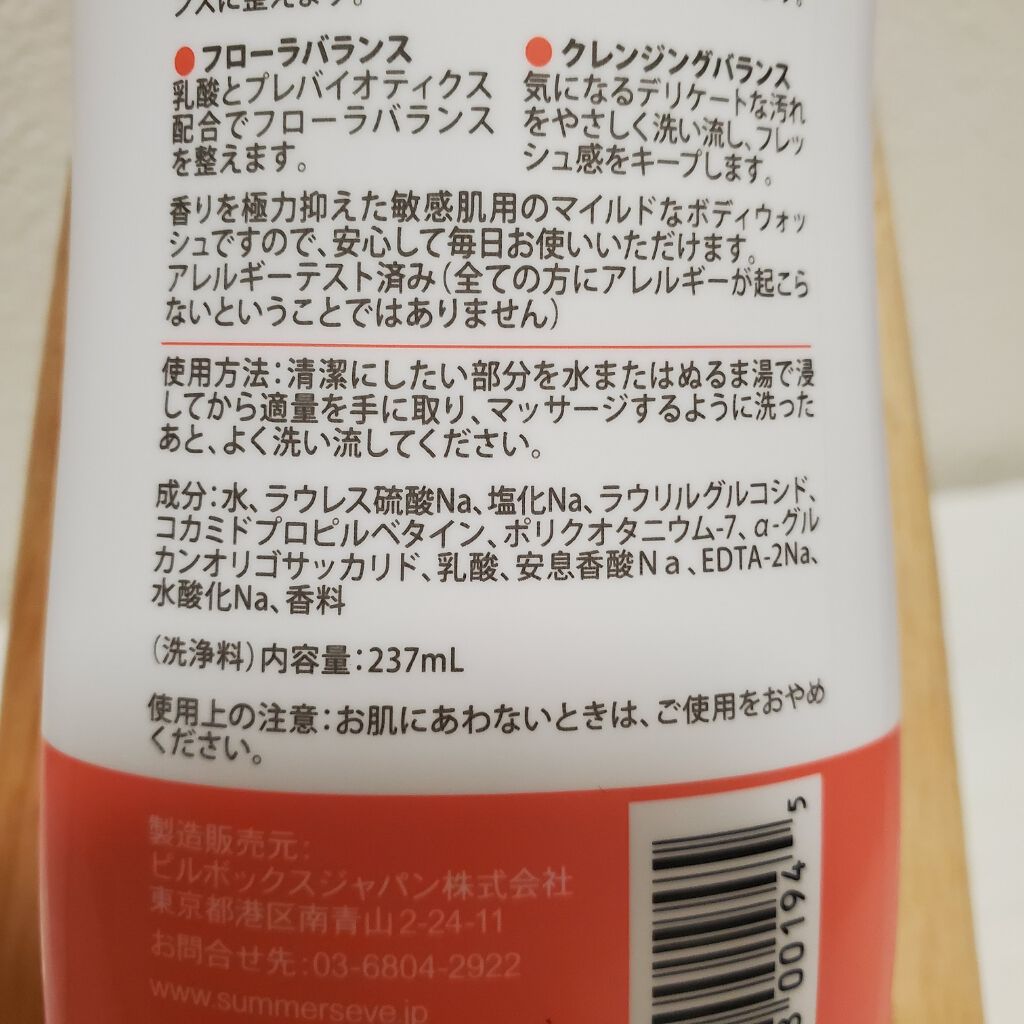 プスに整えます。
● フローラバランス
乳酸とプレバイオティクス
配合でフローラバランス
を整えます。
● クレンジングバランス
気になるデリケートな汚れ
をやさしく洗い流し、フレッ
シュ感をキープします。
香りを極力抑えた敏感肌用のマイルドなボディウォッ
シュですので、安心して毎日お使いいただけます。
アレルギーテスト済み（全ての方にアレルギーが起こら
ないということではありません）
使用方法：清潔にしたい部分を水またはぬるま湯で浸
してから適量を手に取り、マッサージするように洗った
あと、よく洗い流してください。
成分：水、ラウレス硫酸Na、塩化Na、ラウリルグルコシド、
コカミドプロピルベタイン、ポリクオタニウム-7、α-グル
カンオリゴサッカリド、乳酸、安息香酸Ｎａ、EDTA-2Na、
水酸化Na、香料
（洗浄料）内容量：237mL
使用上の注意：お肌にあわないときは、ご使用をおやめ
ください。
製造販売元：
ピルボックスジャパン株式会社
東京都港区南青山2-24-11
お問合せ先：03-6804-2922
www.summerseve.jp
00194 5